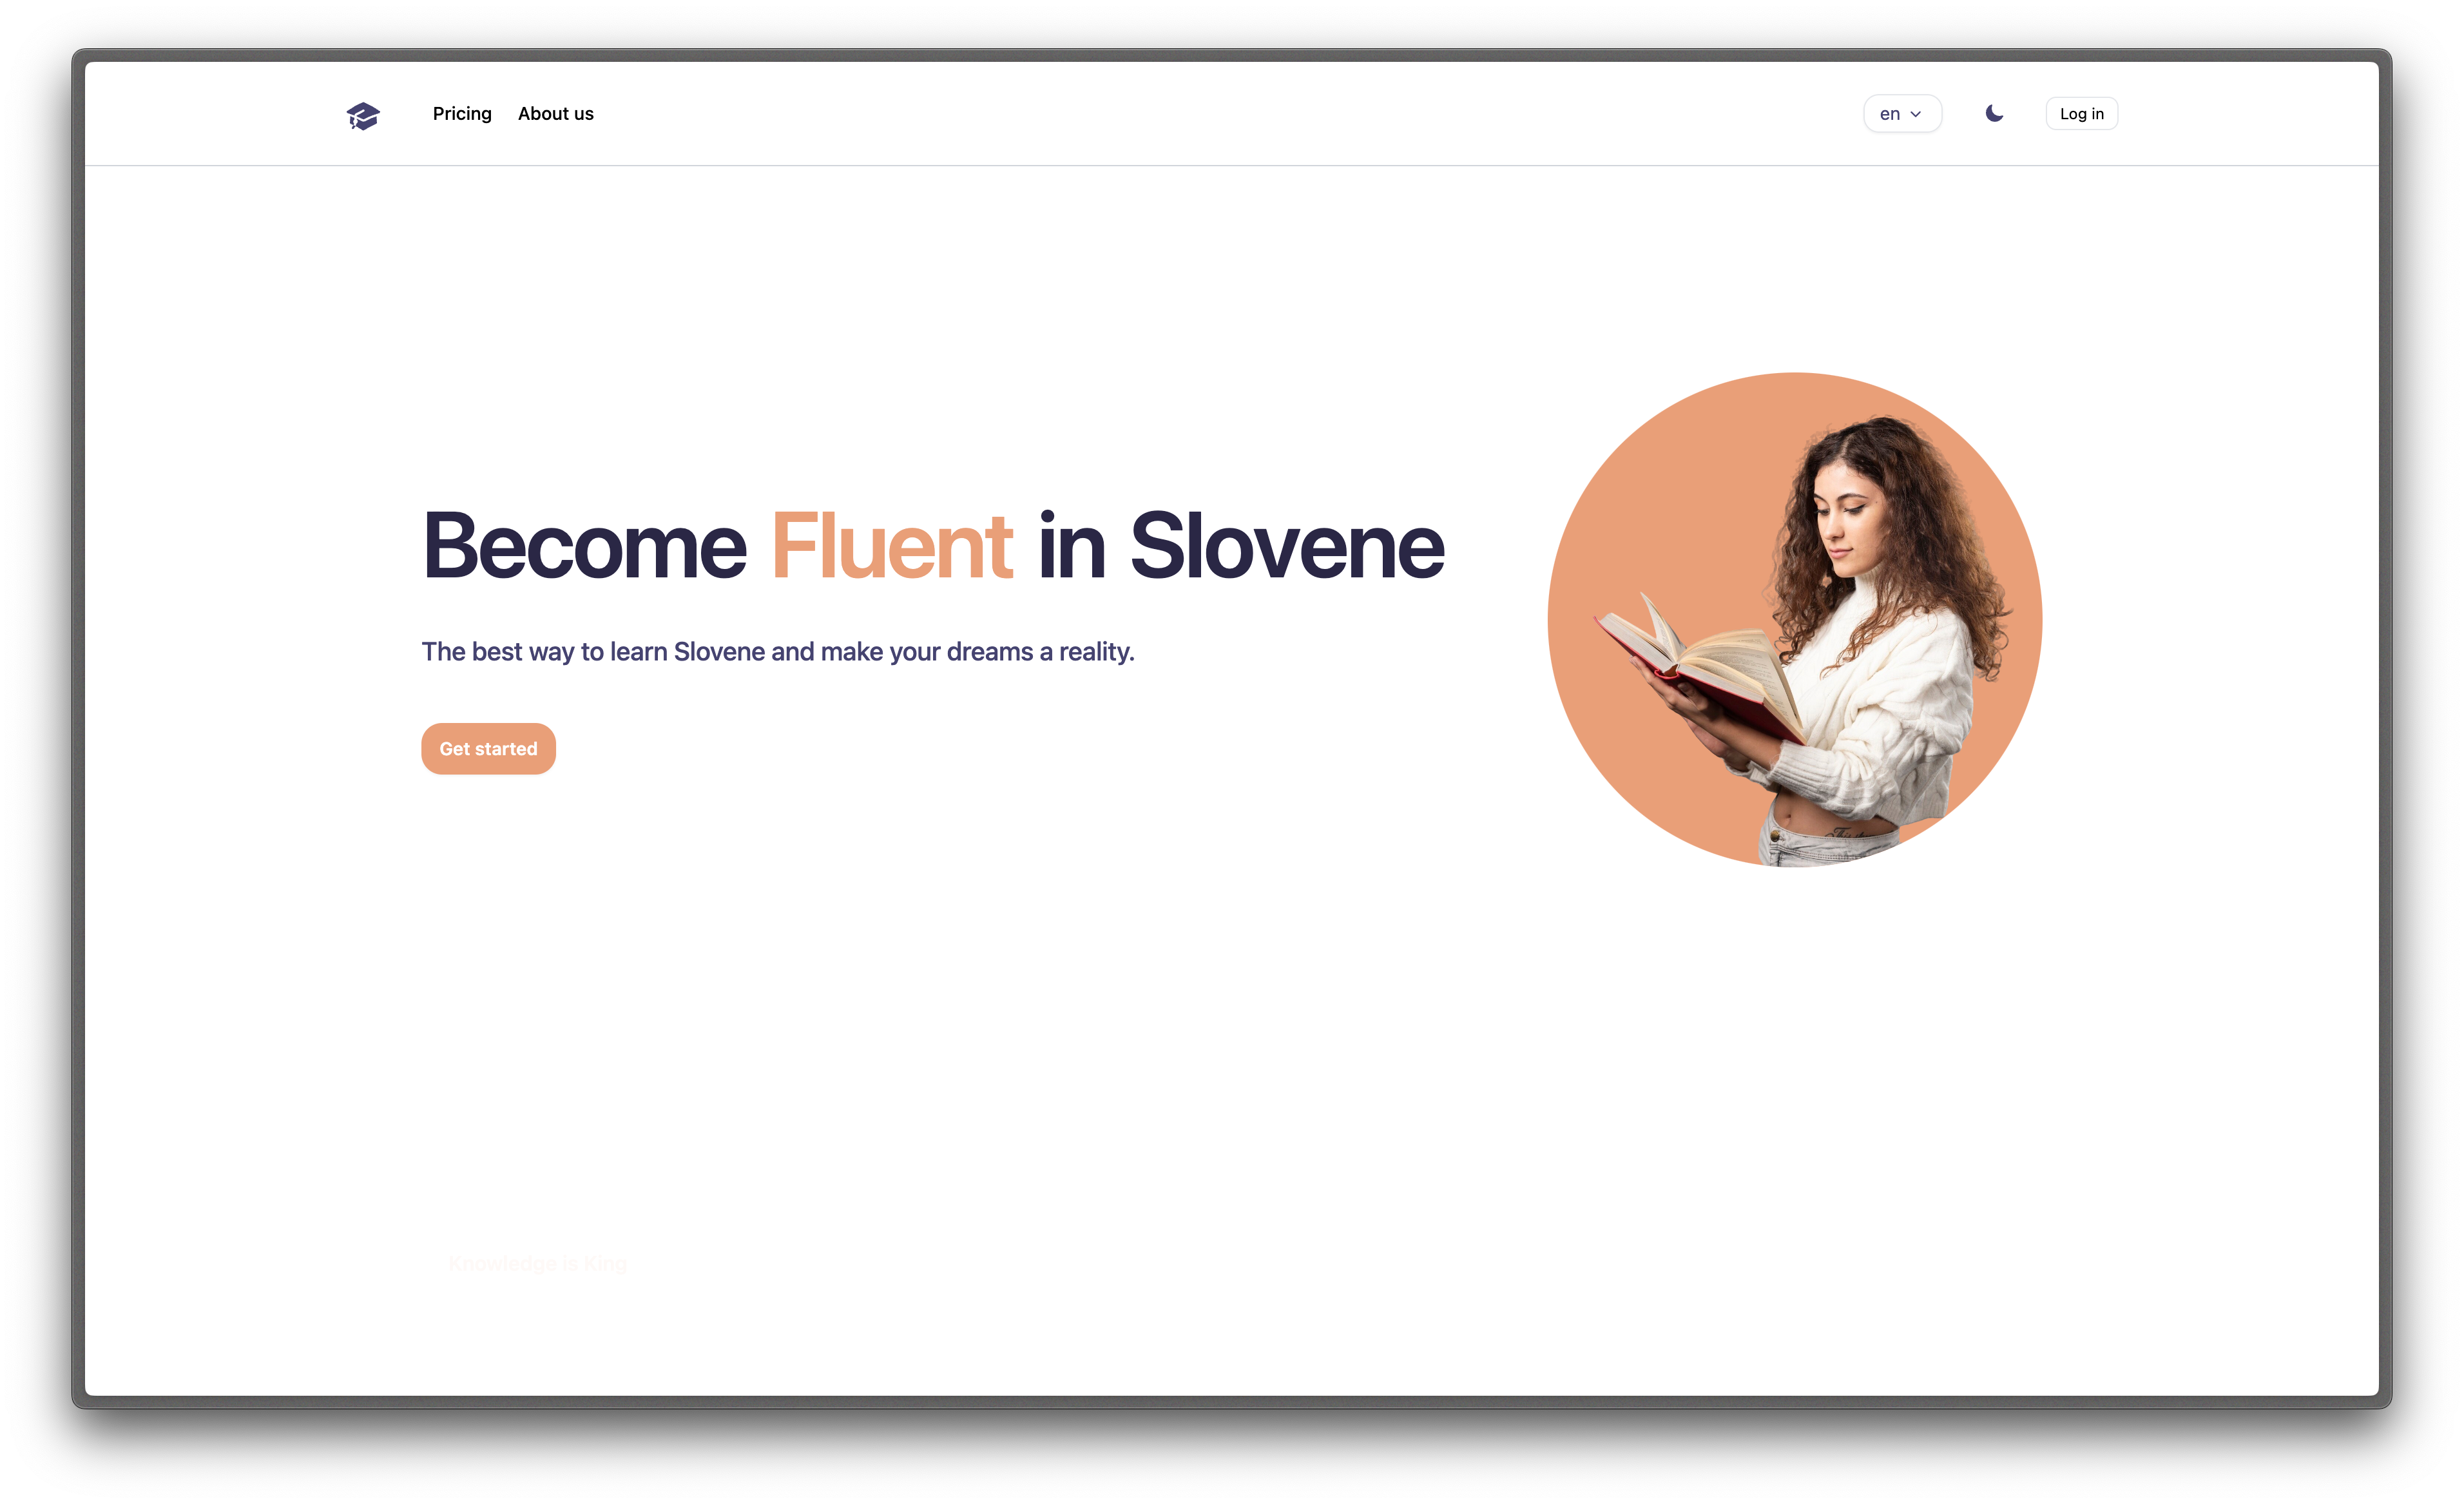 Pricing
About us
en
Log in
Become Fluent in Slovene
The best way to learn Slovene and make your dreams a reality.
Get started
Knowledge is King